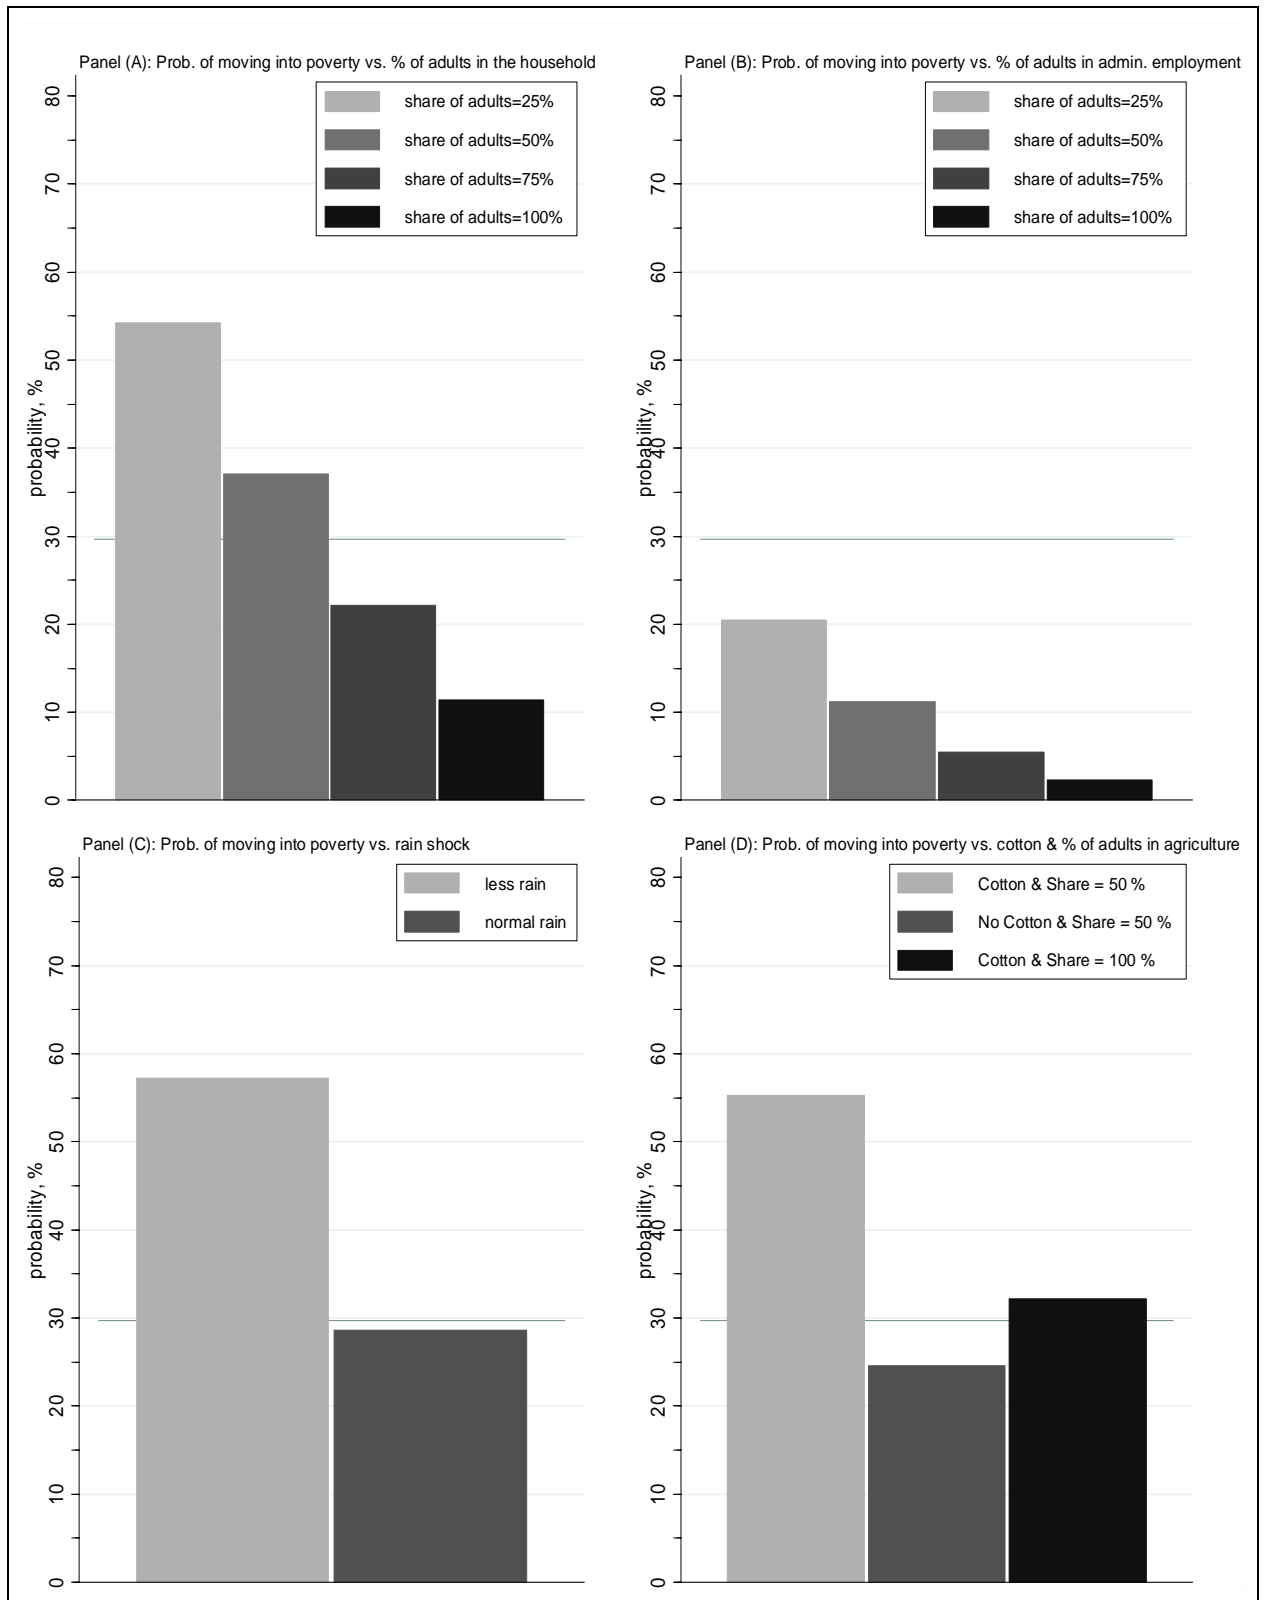 Panel (A): Prob. of moving into poverty vs. % of adults in the household
share of adults=25%
share of adults=50%
share of adults=75%
share of adults=100%
80
70
60
50
40
30
20
10
0
probability, %
Panel (B): Prob. of moving into poverty vs. % of adults in admin. employment
share of adults=25%
share of adults=50%
share of adults=75%
share of adults=100%
80
70
60
50
40
30
20
10
0
probability, %
Panel (C): Prob. of moving into poverty vs. rain shock
less rain
normal rain
80
70
60
50
40
30
20
10
0
probability, %
Panel (D): Prob. of moving into poverty vs. cotton & % of adults in agriculture
Cotton & Share = 50 %
No Cotton & Share = 50 %
Cotton & Share = 100 %
80
70
60
50
40
30
20
10
0
probability, %